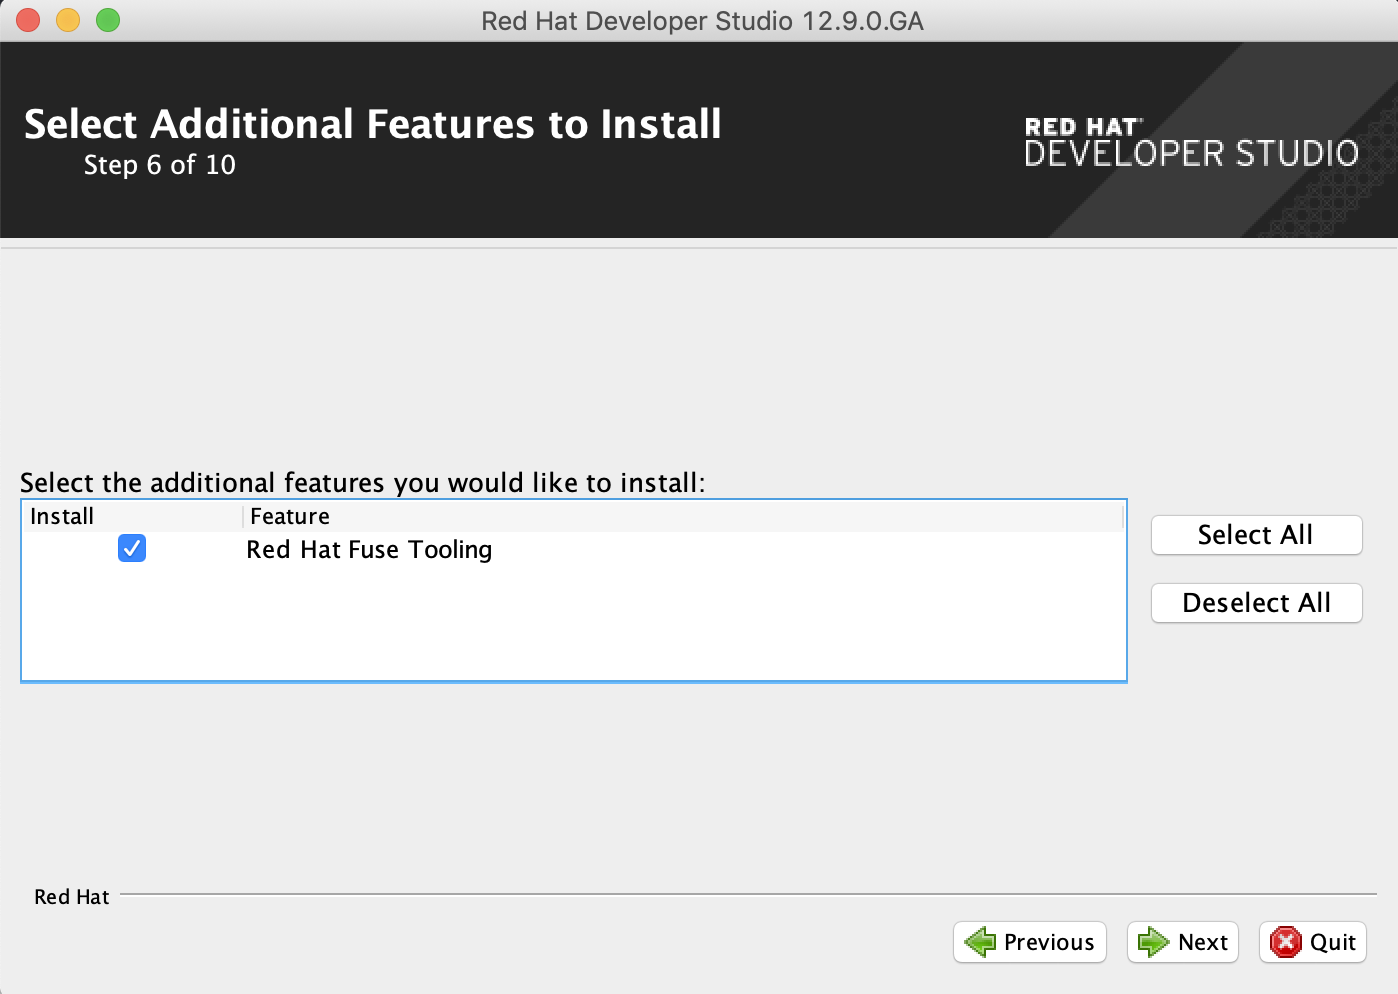 Red Hat Developer Studio 12.9.0.GA
Select Additional Features to Install
Step 6 of 10
RED HAT®
DEVELOPER STUDIO
Select the additional features you would like to install:
Install Feature
Red Hat Fuse Tooling
Select All
Deselect All
Red Hat
Previous Next Quit